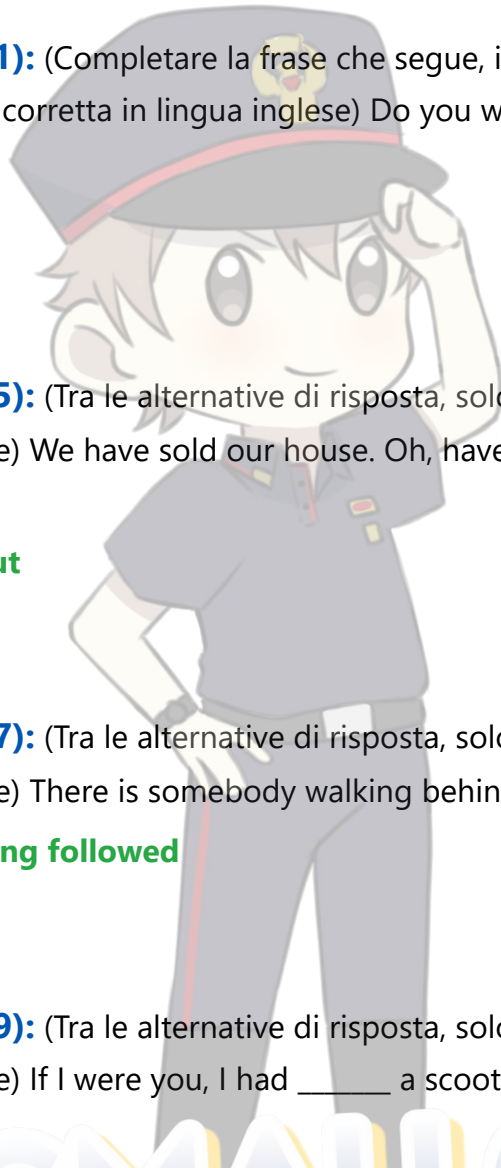 1): (Completare la frase che segue, i
corretta in lingua inglese) Do you w
5): (Tra le alternative di risposta, solo
e) We have sold our house. Oh, have
ut
7): (Tra le alternative di risposta, solo
e) There is somebody walking behin
ng followed
9): (Tra le alternative di risposta, solo
e) If I were you, I had _______ a scoot